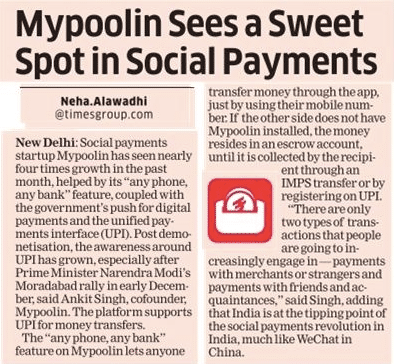 Mypoolin Sees a Sweet
Spot in Social Payments
Neha.Alawadhi
@timesgroup.com
New Delhi: Social payments
startup Mypoolin has seen nearly
four times growth in the past
month, helped by its “any phone,
any bank” feature, coupled with
the government’s push for digital
payments and the unified pay-
ments interface (UPI). Post demo-
netisation, the awareness around
UPI has grown, especially after
Prime Minister Narendra Modi’s
Moradabad rally in early Decem-
ber, said Ankit Singh, cofounder,
Mypoolin. The platform supports
UPI for money transfers.
The “any phone, any bank”
feature on Mypoolin lets anyone
transfer money through the app,
just by using their mobile num-
ber. If the other side does not have
Mypoolin installed, the money
resides in an escrow account,
until it is collected by the recipi-
ent through an
IMPS transfer or by
registering on UPI.
“There are only
two types of trans-
actions that people
are going to in-
creasingly engage in — payments
with merchants or strangers and
payments with friends and ac-
quaintances,” said Singh, adding
that India is at the tipping point of
the social payments revolution in
India, much like WeChat in
China.